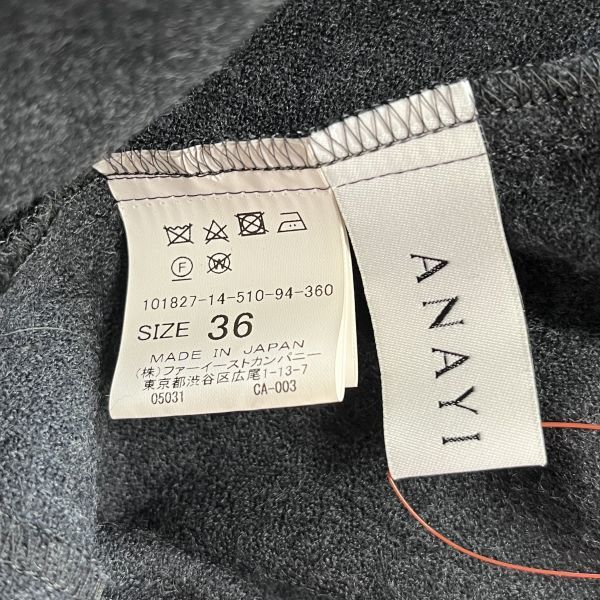 F
W
101827-14-510-94-360
SIZE 36
MADE IN JAPAN
(株)ファーイーストカンパニー
東京都渋谷区広尾1-13-7
05031 CA-003
ANAYI